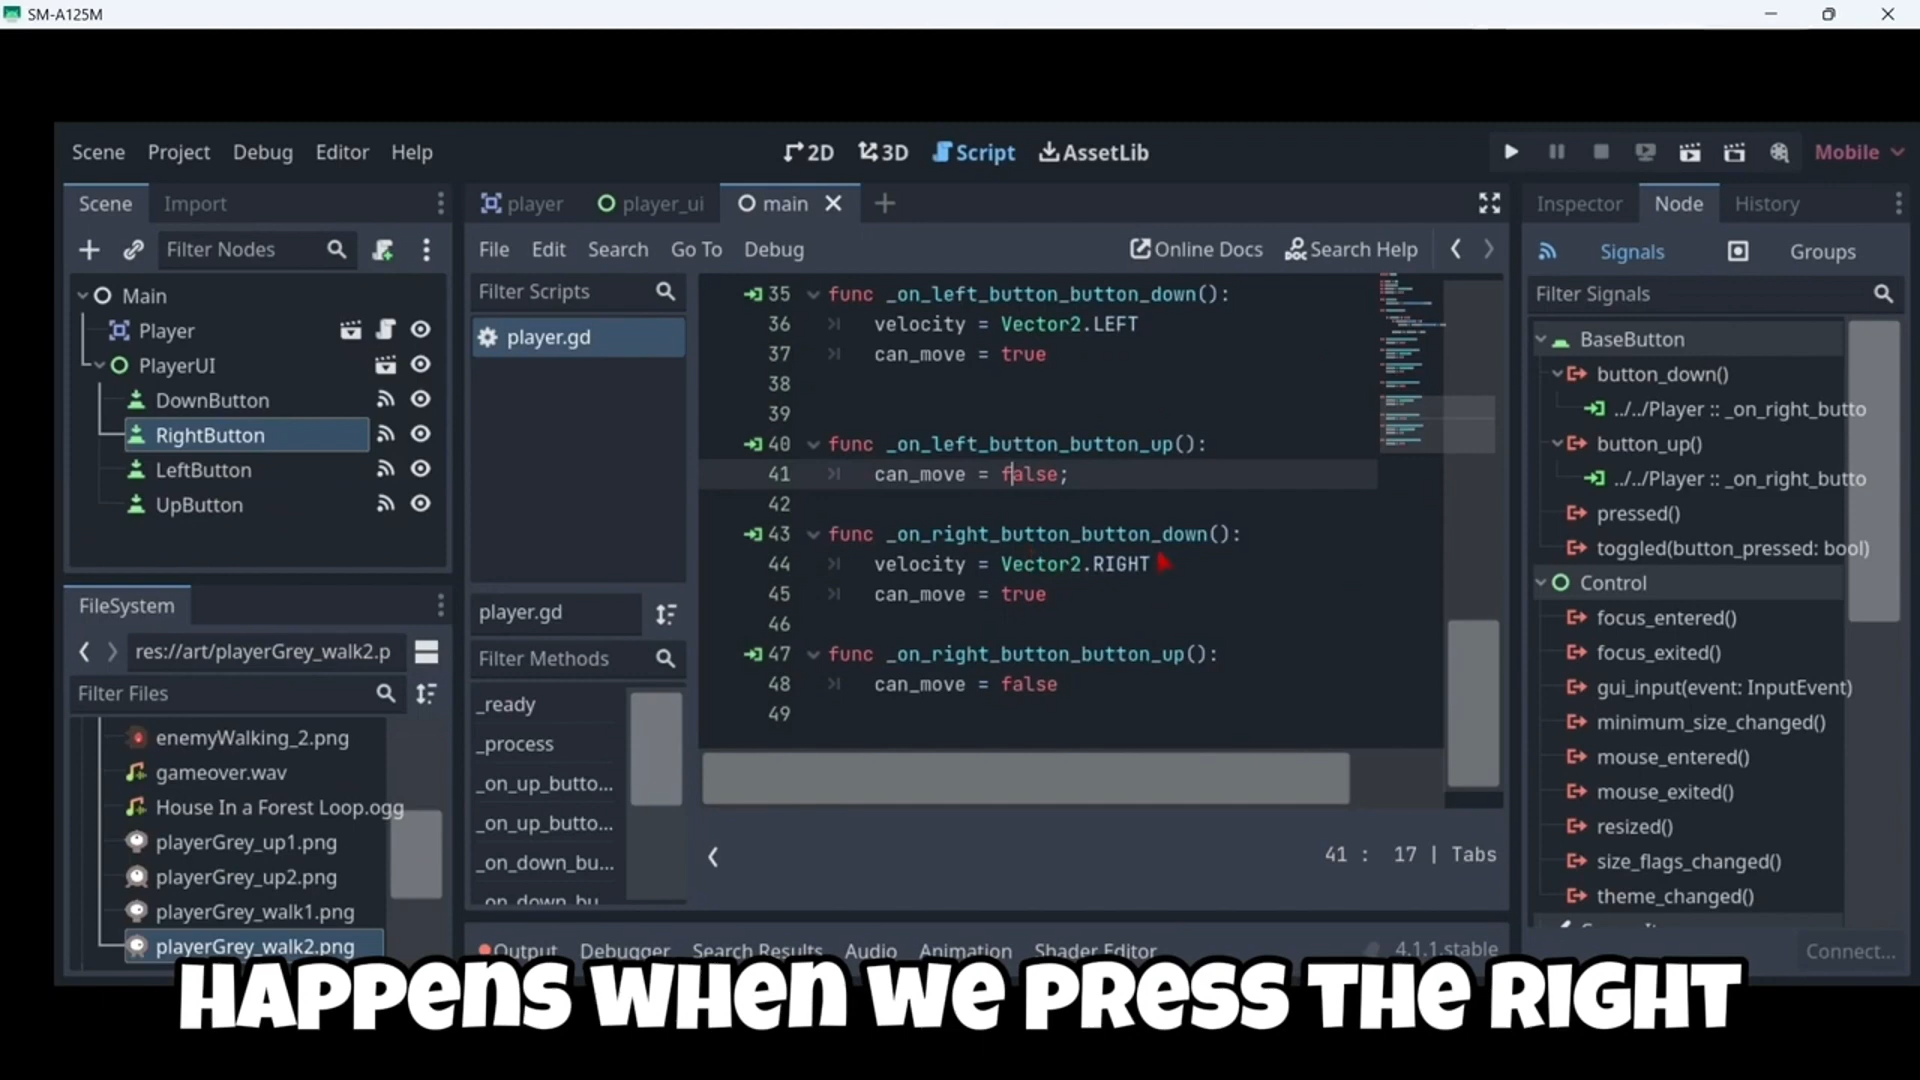 SM-A125M
Scene Project Debug Editor Help
2D 3D Script AssetLib
Mobile
Scene Import
Filter Nodes
Main
Player
PlayerUI
DownButton
RightButton
LeftButton
UpButton
FileSystem
res://art/playerGrey_walk2.p
Filter Files
enemyWalking_2.png
gameover.wav
House In a Forest Loop.ogg
playerGrey_up1.png
playerGrey_up2.png
playerGrey_walk1.png
playerGrey_walk2.png
player player_ui main
File Edit Search Go To Debug Online Docs Search Help
Filter Scripts
player.gd
player.gd
Filter Methods
_ready
_process
_on_up_butto...
_on_up_butto...
_on_down_bu...
_on_down_bu
35 func _on_left_button_button_down():
36 velocity = Vector2.LEFT
37 can_move = true
38
39
40 func _on_left_button_button_up():
41 can_move = false;
42
43 func _on_right_button_button_down():
44 velocity = Vector2.RIGHT
45 can_move = true
46
47 func _on_right_button_button_up():
48 can_move = false
49
41 : 17 | Tabs
Output Debugger Search Results Audio Animation Shader Editor 4.1.1.stable
Inspector Node History
Signals Groups
Filter Signals
BaseButton
button_down()
../../Player :: _on_right_butto
button_up()
../../Player :: _on_right_butto
pressed()
toggled(button_pressed: bool)
Control
focus_entered()
focus_exited()
gui_input(event: InputEvent)
minimum_size_changed()
mouse_entered()
mouse_exited()
resized()
size_flags_changed()
theme_changed()
Connect...
HAPPENS WHEN WE PRESS THE RIGHT